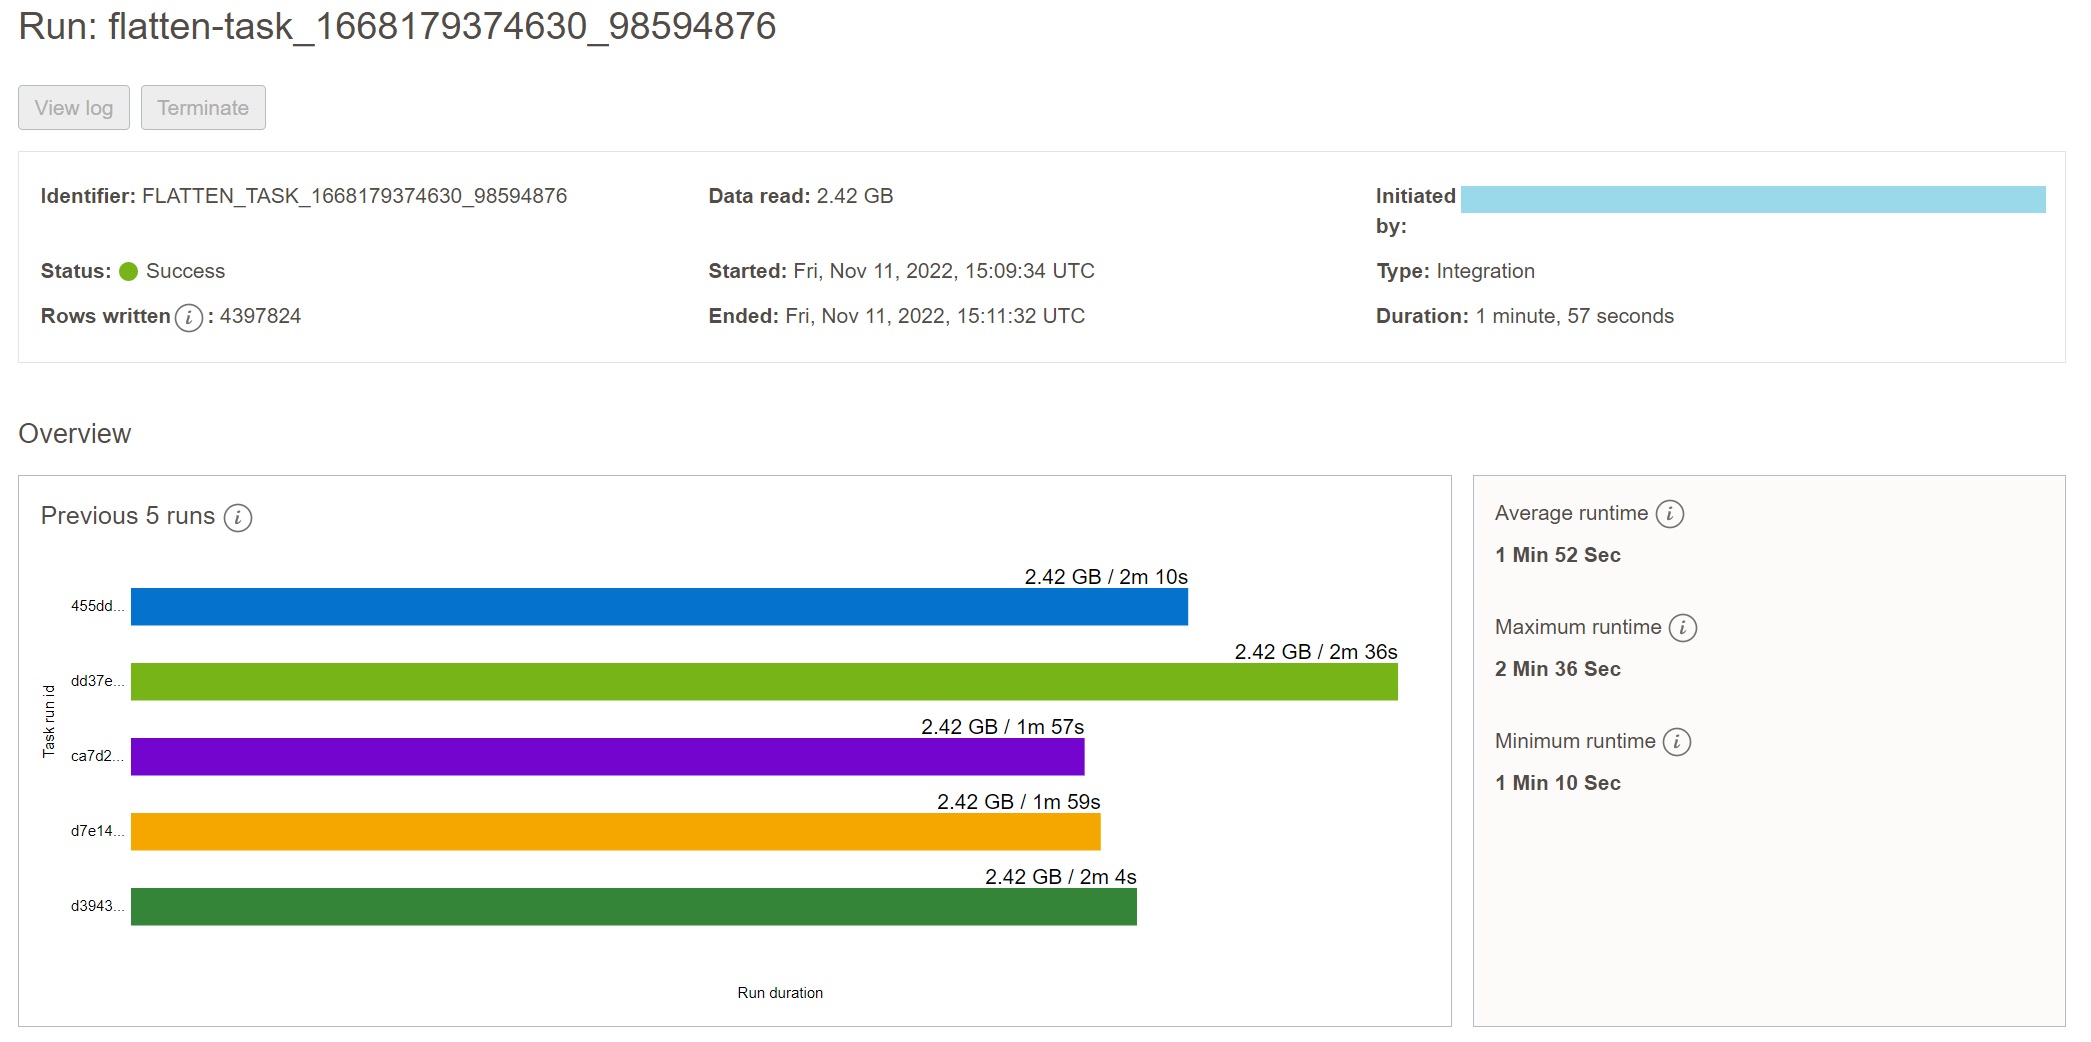 Run: flatten-task_1668179374630_98594876
View log Terminate
Identifier: FLATTEN_TASK_1668179374630_98594876
Data read: 2.42 GB
Initiated
by:
Status: Success
Started: Fri, Nov 11, 2022, 15:09:34 UTC
Type: Integration
Rows written i : 4397824
Ended: Fri, Nov 11, 2022, 15:11:32 UTC
Duration: 1 minute, 57 seconds
Overview
Previous 5 runs i
2.42 GB / 2m 10s
455dd...
2.42 GB / 2m 36s
dd37e...
2.42 GB / 1m 57s
ca7d2...
2.42 GB / 1m 59s
d7e14...
2.42 GB / 2m 4s
d3943...
Task run id
Run duration
Average runtime i
1 Min 52 Sec
Maximum runtime i
2 Min 36 Sec
Minimum runtime i
1 Min 10 Sec